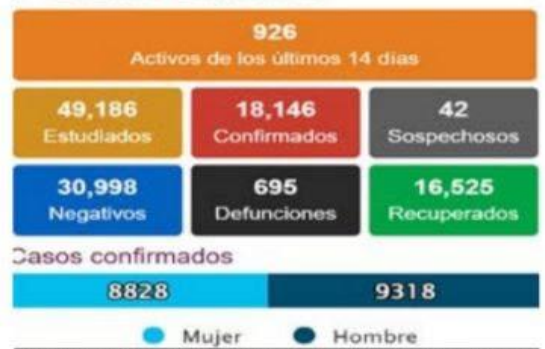 926
Activos de los últimos 14 días
49,186
Estudiados
18,146
Confirmados
42
Sospechosos
30,998
Negativos
695
Defunciones
16,525
Recuperados
Casos confirmados
8828 9318
Mujer Hombre